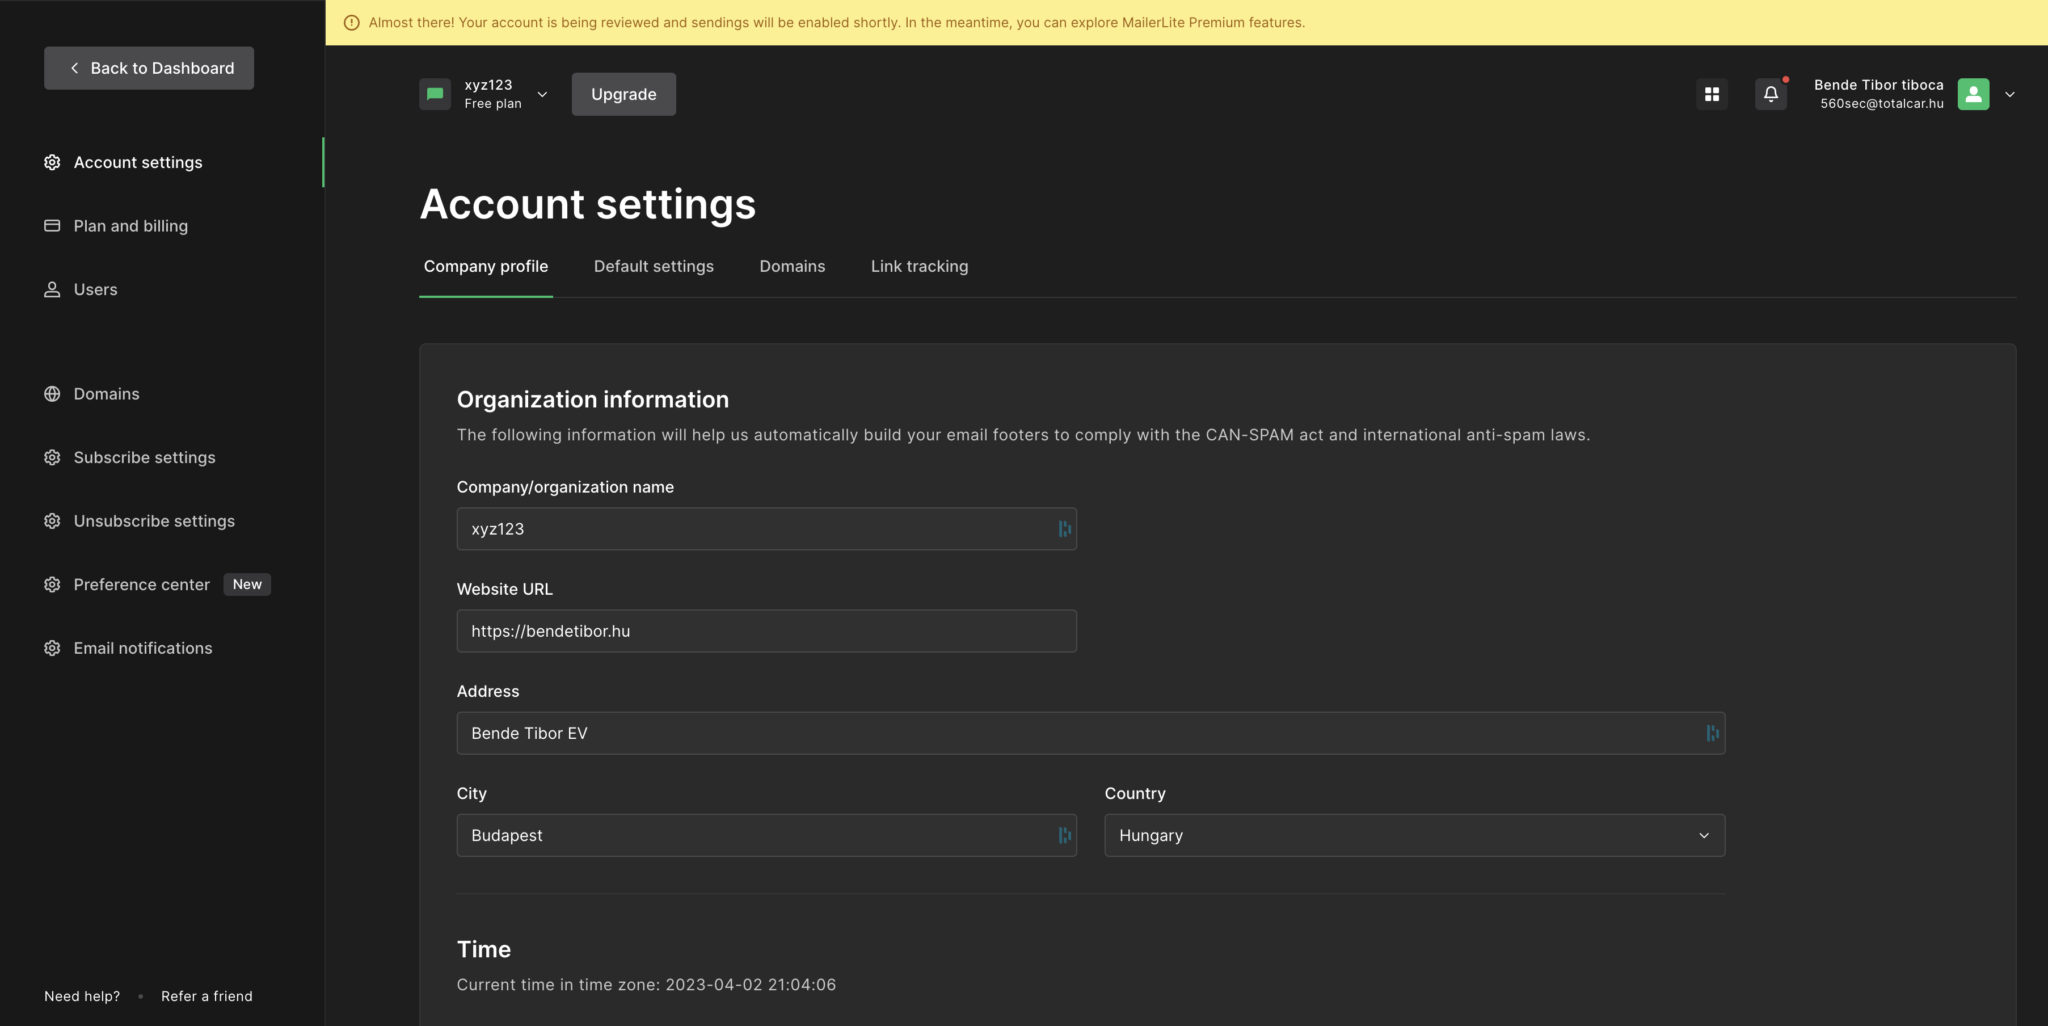 Almost there! Your account is being reviewed and sendings will be enabled shortly. In the meantime, you can explore MailerLite Premium features.
Back to Dashboard
Account settings
Plan and billing
Users
Domains
Subscribe settings
Unsubscribe settings
Preference center New
Email notifications
Need help? • Refer a friend
xyz123
Free plan
Upgrade
Bende Tibor tiboca
560sec@totalcar.hu
Account settings
Company profile Default settings Domains Link tracking
Organization information
The following information will help us automatically build your email footers to comply with the CAN-SPAM act and international anti-spam laws.
Company/organization name
xyz123
Website URL
https://bendetibor.hu
Address
Bende Tibor EV
City
Budapest
Country
Hungary
Time
Current time in time zone: 2023-04-02 21:04:06